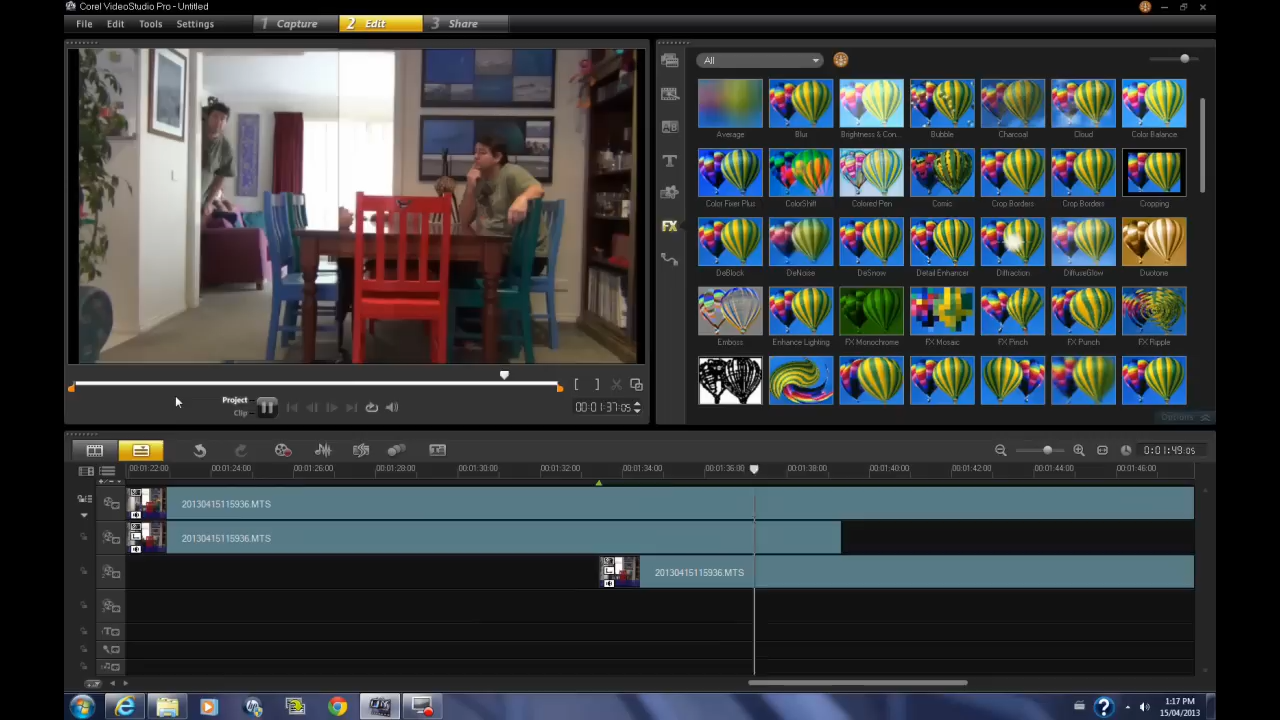 Corel VideoStudio Pro - Untitled
File Edit Tools Settings 1 Capture 2 Edit 3 Share
All
Average Blur Brightness & Con... Bubble Charcoal Cloud Color Balance
Color Fixer Plus ColorShift Colored Pen Comic Crop Borders Crop Borders Cropping
DeBlock DeNoise DeSnow Detail Enhancer Diffraction DiffuseGlow Duotone
Emboss Enhance Lighting FX Monochrome FX Mosaic FX Pinch FX Punch FX Ripple
FX
Project
Clip
00:01:37:05
Options
0:01:49:05
00:01:22:00 00:01:24:00 00:01:26:00 00:01:28:00 00:01:30:00 00:01:32:00 00:01:34:00 00:01:36:00 00:01:38:00 00:01:40:00 00:01:42:00 00:01:44:00 00:01:46:00
20130415115936.MTS
20130415115936.MTS
20130415115936.MTS
1:17 PM
15/04/2013